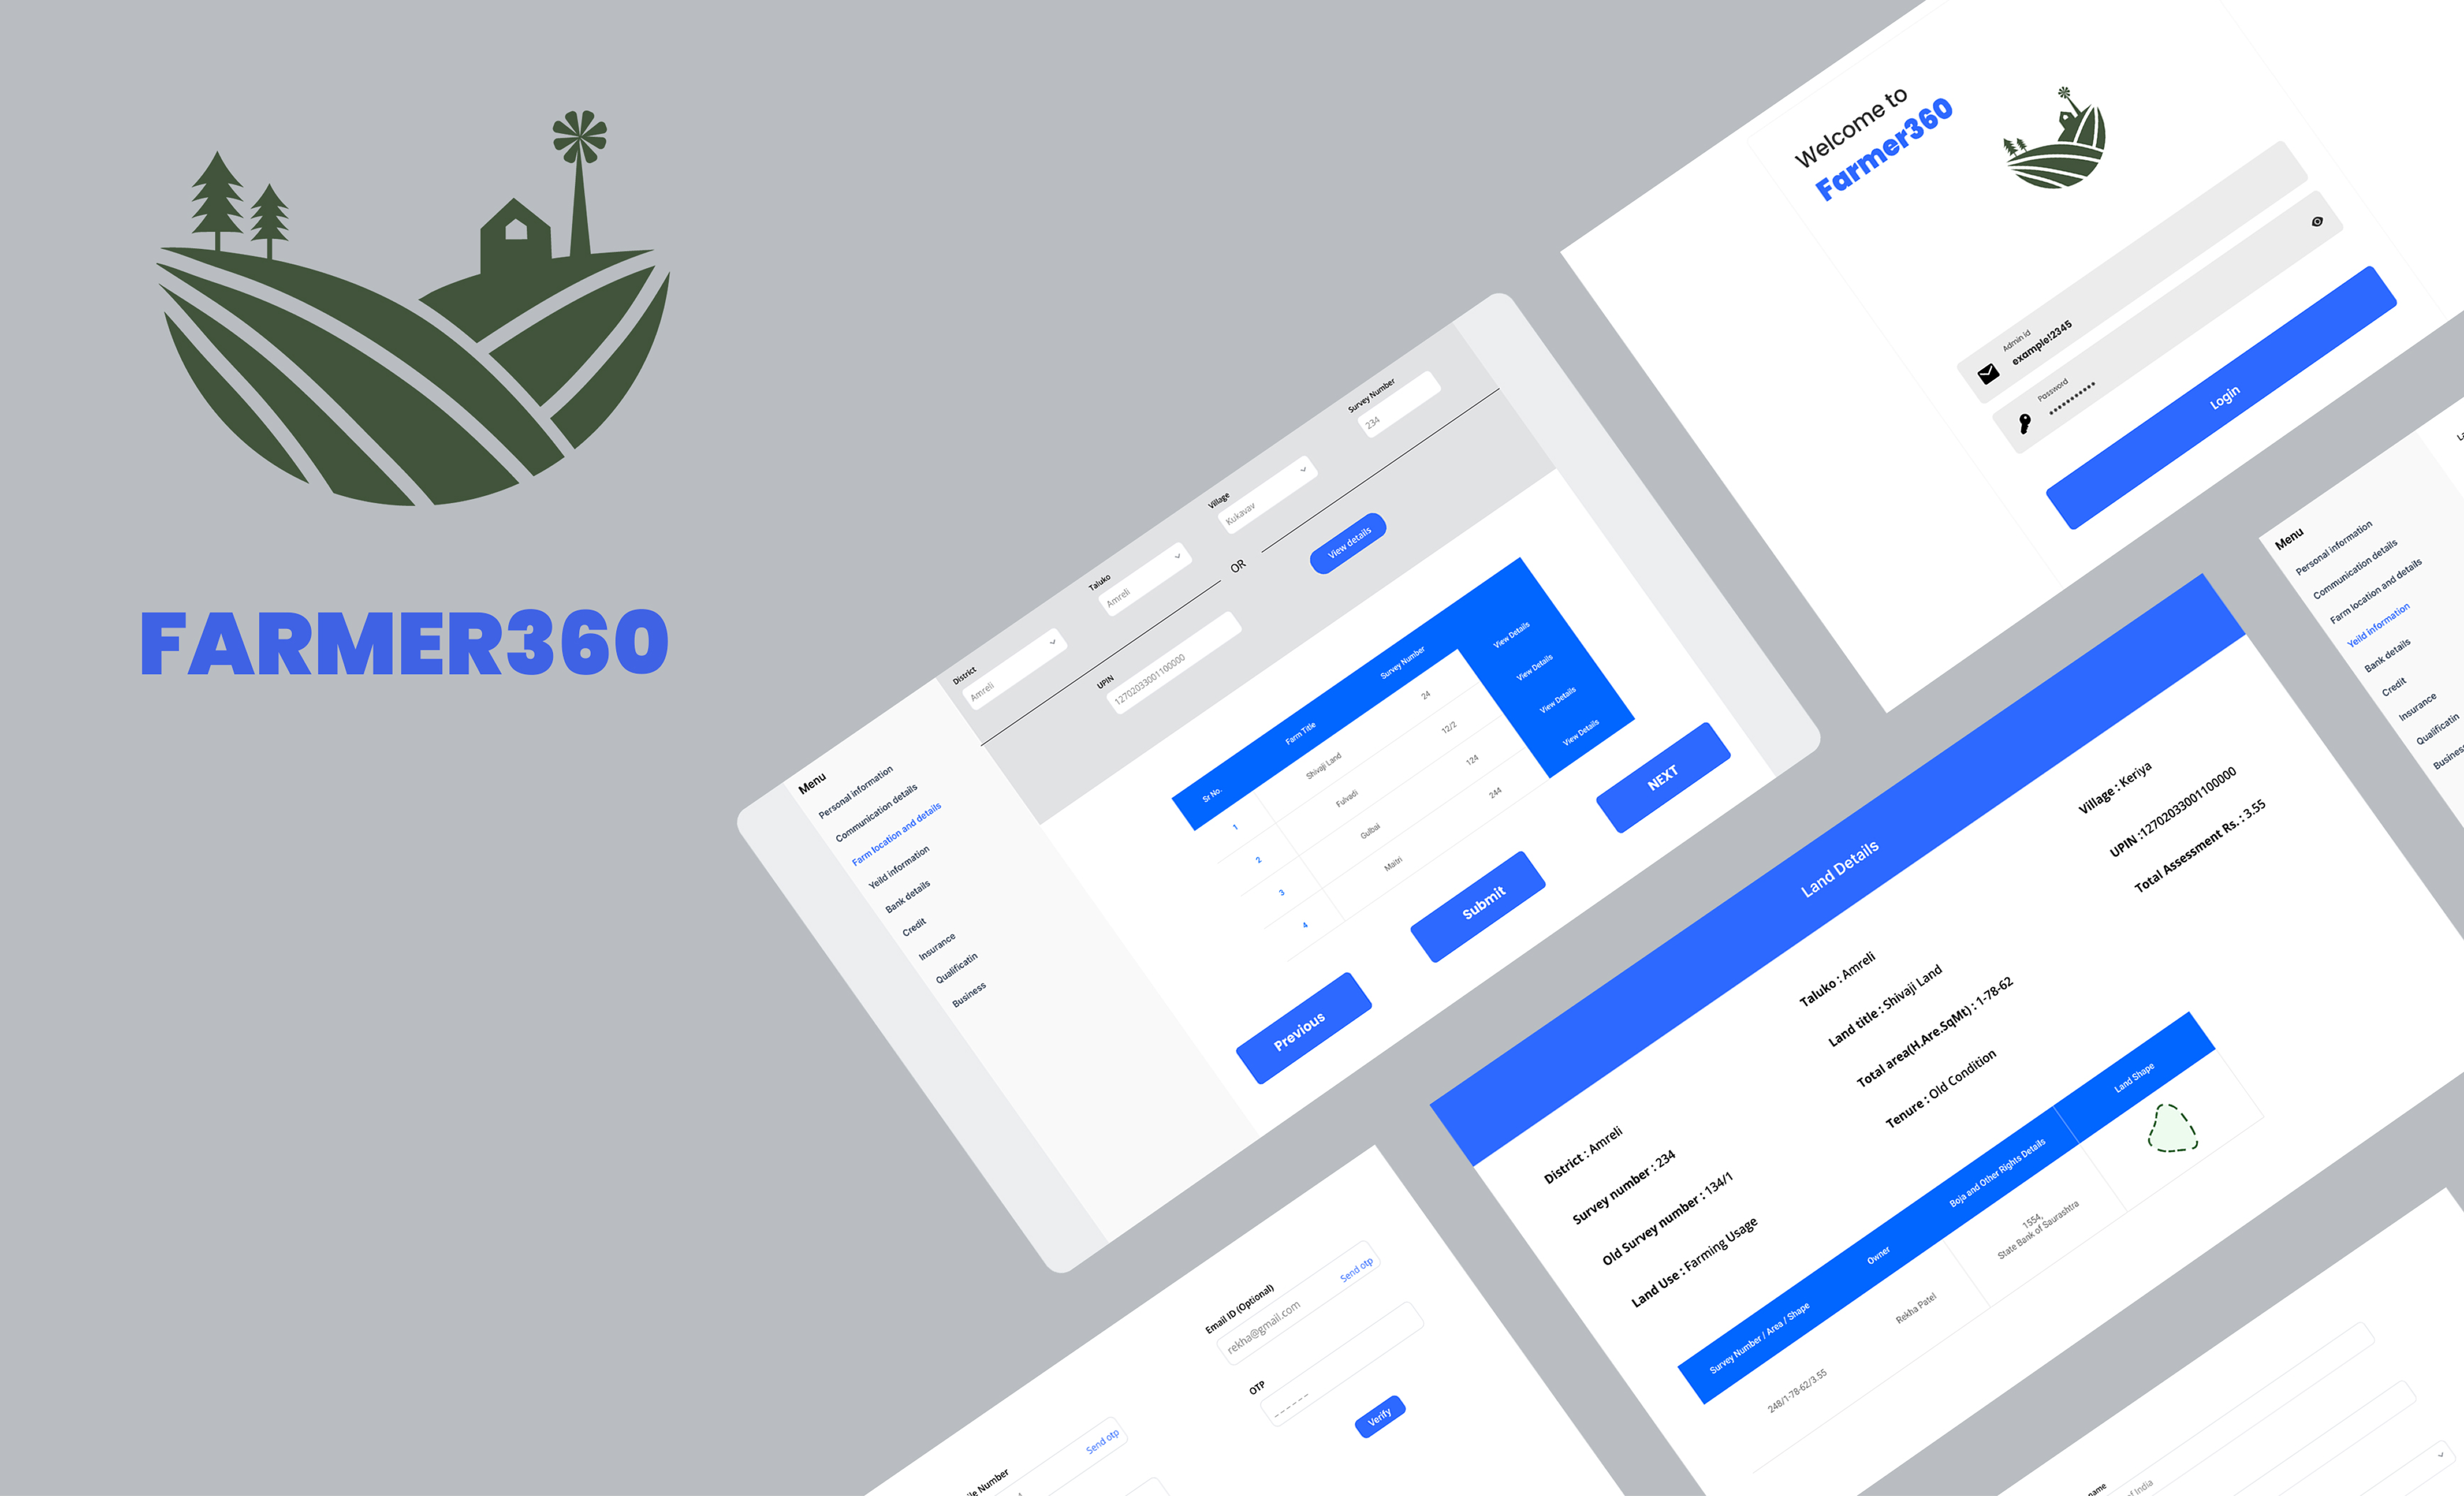 FARMER360
Welcome to
Farmer360
Admin id
example!2345
Password
Login
District
Amreli
Taluko
Amreli
Village
Kukavav
Survey Number
234
OR
UPIN
12702033001100000
View details
Menu
Personal information
Communication details
Farm location and details
Yeild information
Bank details
Credit
Insurance
Qualificatin
Business
Sr No. Farm Title Survey Number
1 Shivaji Land 24 View Details
2 Fulvadi 12/2 View Details
3 Gulbai 124 View Details
4 Maitri 244 View Details
Previous
Submit
NEXT
Menu
Personal information
Communication details
Farm location and details
Yeild information
Bank details
Credit
Insurance
Qualificatin
Land Details
District : Amreli
Taluko : Amreli
Village : Keriya
Survey number : 234
Land title : Shivaji Land
UPIN :12702033001100000
Old Survey number : 134/1
Total area(H.Are.SqMt) : 1-78-62
Total Assessment Rs. : 3.55
Land Use : Farming Usage
Tenure : Old Condition
Survey Number / Area / Shape
Owner
Boja and Other Rights Details
Land Shape
248/1-78-62/3.55
Rekha Patel
1554,
State Bank of Saurashtra
Number
Send otp
Email ID (Optional)
rekha@gmail.com
Send otp
OTP
Verify
India